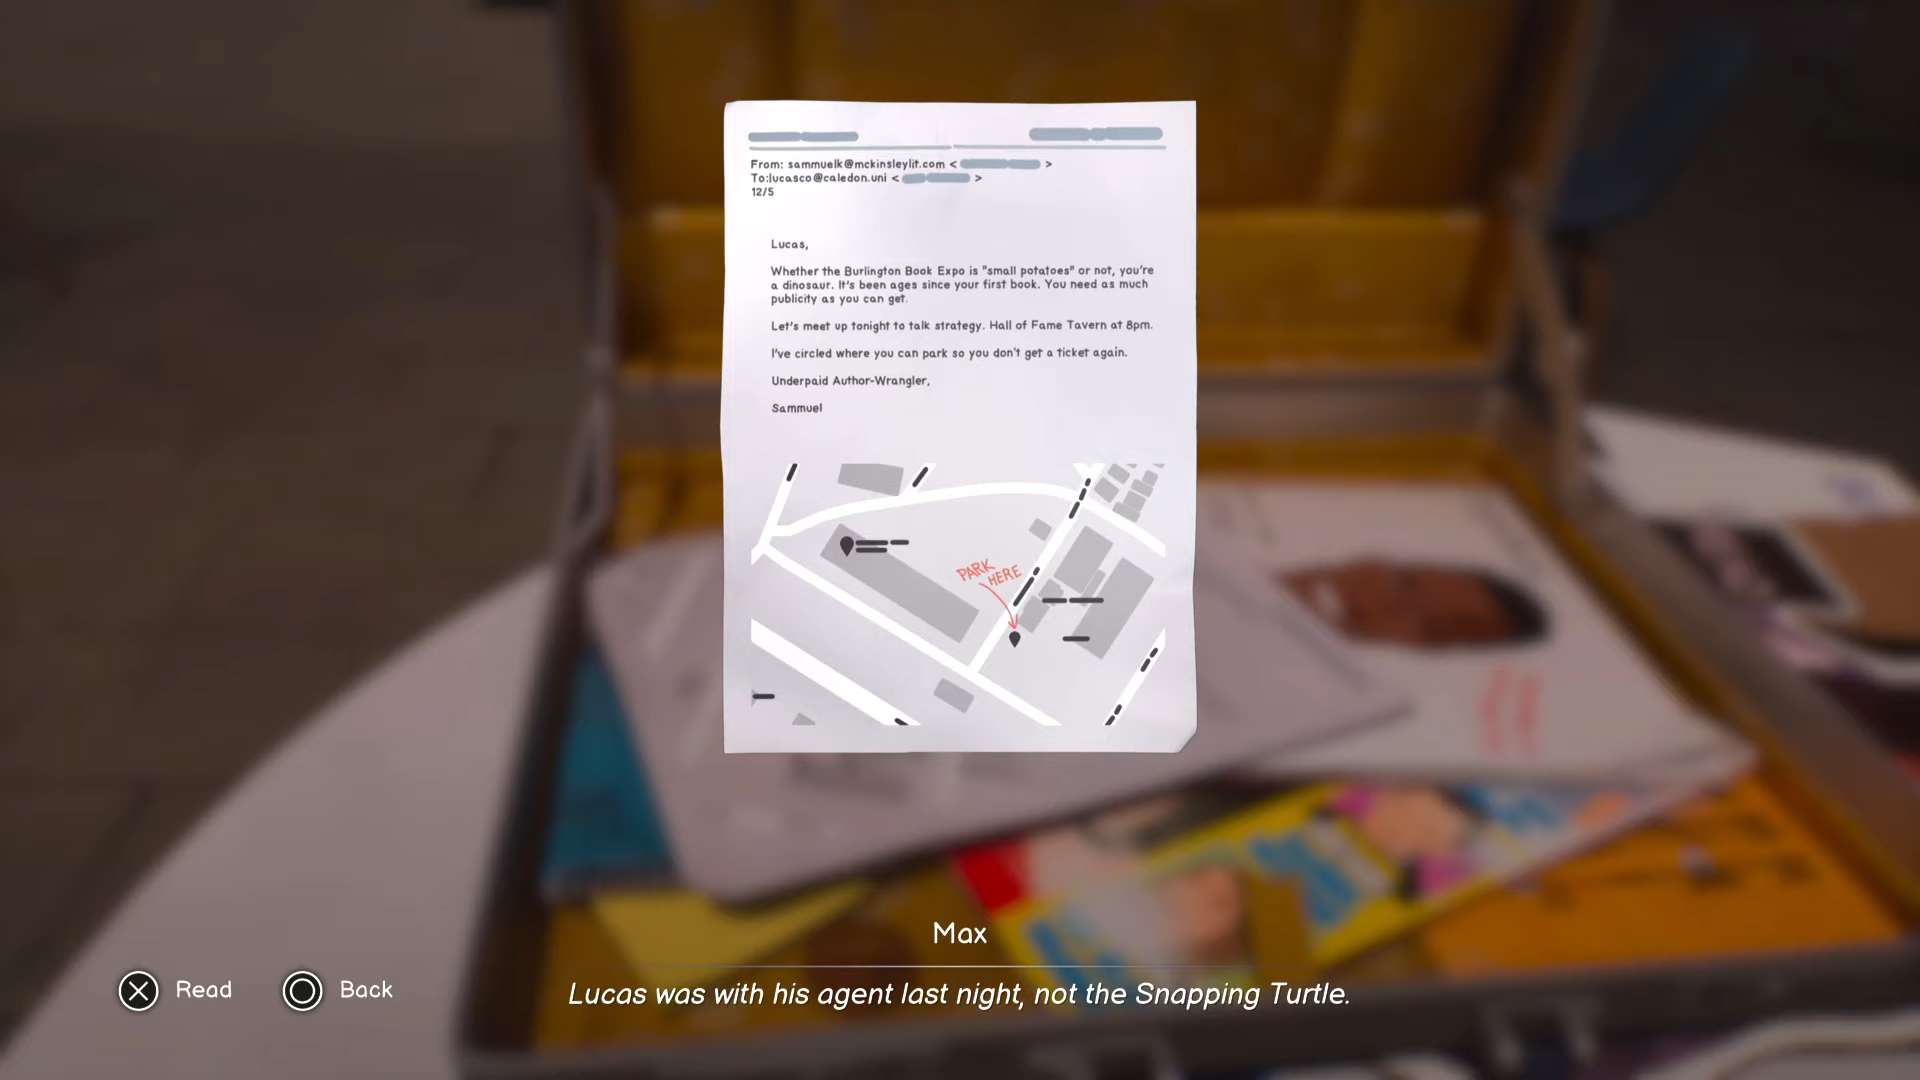 From: sammuelk@mckinsleylit.com < >
To:lucasco@caledon.uni < >
12/5
Lucas,
Whether the Burlington Book Expo is "small potatoes" or not, you're
a dinosaur. It's been ages since your first book. You need as much
publicity as you can get.
Let's meet up tonight to talk strategy. Hall of Fame Tavern at 8pm.
I've circled where you can park so you don't get a ticket again.
Underpaid Author-Wrangler,
Sammuel
PARK
HERE
Max
Read
Back
Lucas was with his agent last night, not the Snapping Turtle.